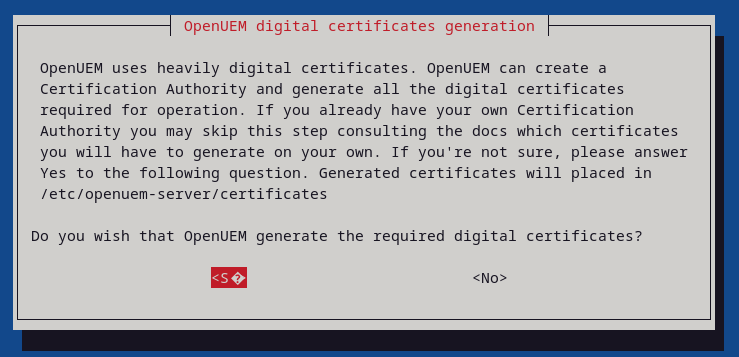 OpenUEM digital certificates generation
OpenUEM uses heavily digital certificates. OpenUEM can create a
Certification Authority and generate all the digital certificates
required for operation. If you already have your own Certification
Authority you may skip this step consulting the docs which certificates
you will have to generate on your own. If you're not sure, please answer
Yes to the following question. Generated certificates will placed in
/etc/openuem-server/certificates
Do you wish that OpenUEM generate the required digital certificates?
<S� <No>